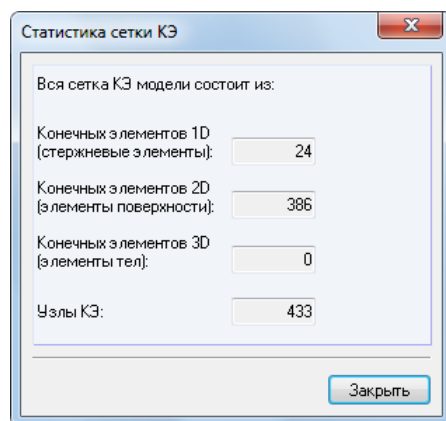 Статистика сетки КЭ
Вся сетка КЭ модели состоит из:
Конечных элементов 1D
(стержневые элементы):
24
Конечных элементов 2D
(элементы поверхности):
386
Конечных элементов 3D
(элементы тел):
0
Узлы КЭ:
433
Закрыть